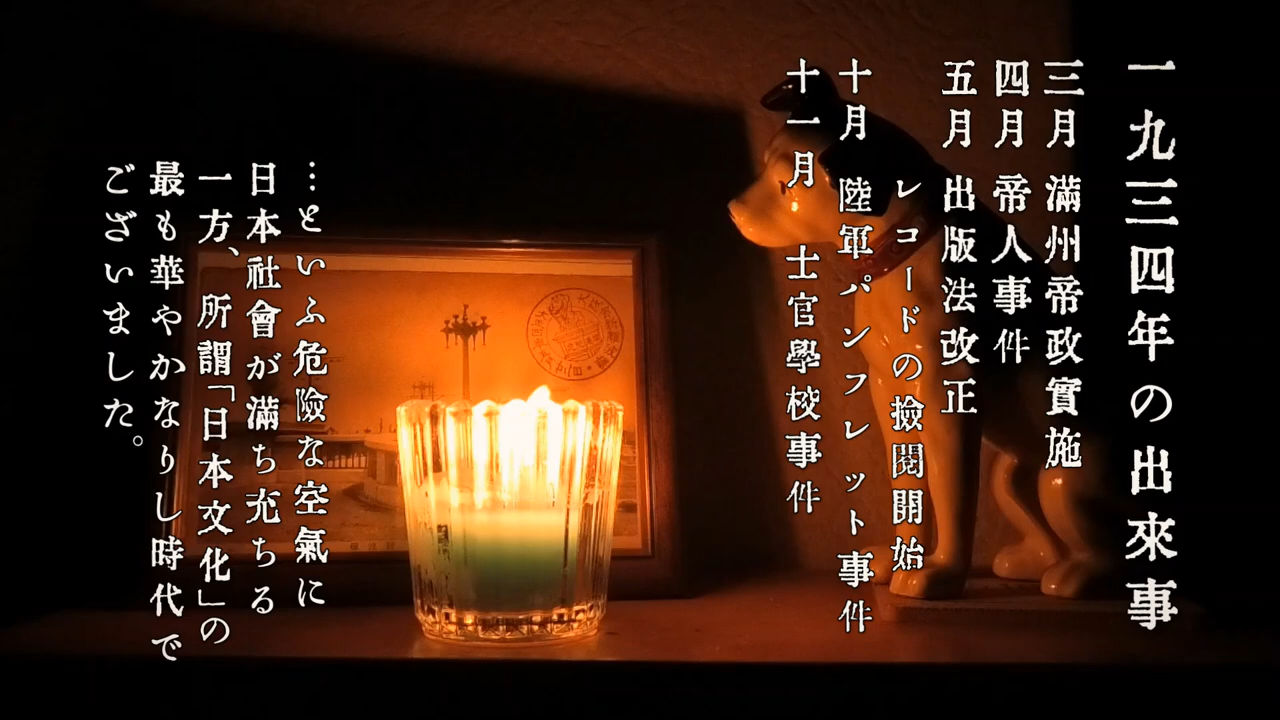 一九三四年の出來事
三月 滿州帝政實施
四月 帝人事件
五月 出版法改正
レコードの撿閱開始
十月 陸軍パンフレット事件
十一月 士官學校事件
…といふ危險な空氣に
日本社會が滿ち充ちる
一方、所謂「日本文化」の
最も華やかなりし時代で
ございました。